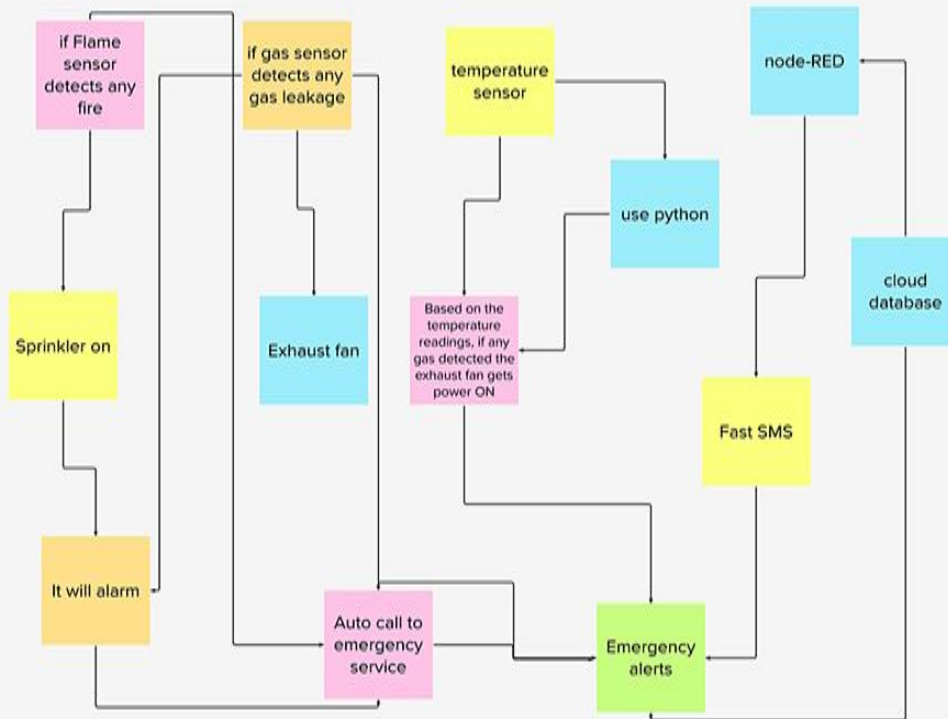 if Flame
sensor
detects any
fire
if gas sensor
detects any
gas leakage
temperature
sensor
node-RED
use python
cloud
database
Sprinkler on
Exhaust fan
Based on the
temperature
readings, if any
gas detected the
exhaust fan gets
power ON
Fast SMS
It will alarm
Auto call to
emergency
service
Emergency
alerts